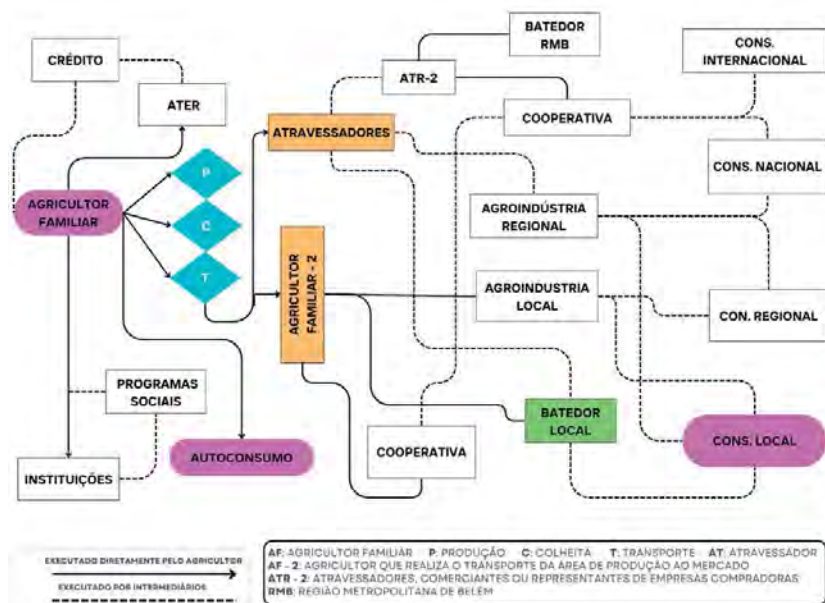 CRÉDITO
ATER
AGRICULTOR
FAMILIAR
P
C
T
PROGRAMAS
SOCIAIS
INSTITUIÇÕES
AUTOCONSUMO
ATRAVESSADORES
AGRICULTOR
FAMILIAR - 2
ATR-2
BATEDOR
RMB
COOPERATIVA
CONS.
INTERNACIONAL
CONS. NACIONAL
AGROINDÚSTRIA
REGIONAL
AGROINDUSTRIA
LOCAL
CON. REGIONAL
BATEDOR
LOCAL
CONS. LOCAL
COOPERATIVA
EXECUTADO DIRETAMENTE PELO AGRICULTOR
EXECUTADO POR INTERMEDIÁRIOS
AF: AGRICULTOR FAMILIAR P: PRODUÇÃO C: COLHEITA T: TRANSPORTE AT: ATRAVESSADOR
AF - 2: AGRICULTOR QUE REALIZA O TRANSPORTE DA ÁREA DE PRODUÇÃO AO MERCADO
ATR - 2: ATRAVESSADORES, COMERCIANTES OU REPRESENTANTES DE EMPRESAS COMPRADORAS
RMB: REGIÃO METROPOLITANA DE BELÉM